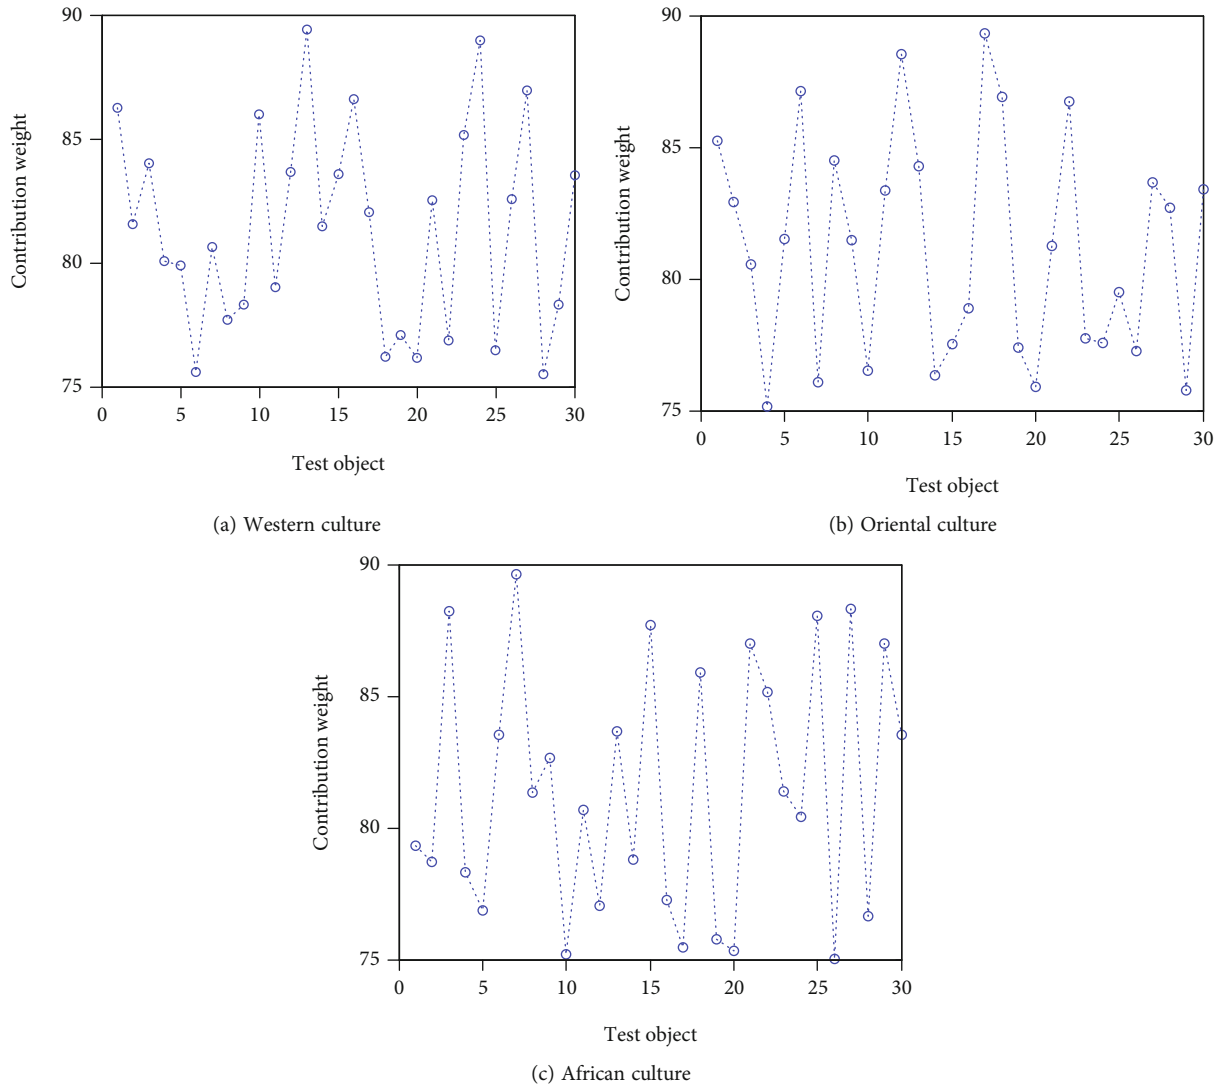 90
85
80
75
Contribution weight
0 5 10 15 20 25 30
Test object
(a) Western culture
90
85
80
75
Contribution weight
0 5 10 15 20 25 30
Test object
(b) Oriental culture
90
85
80
75
Contribution weight
0 5 10 15 20 25 30
Test object
(c) African culture